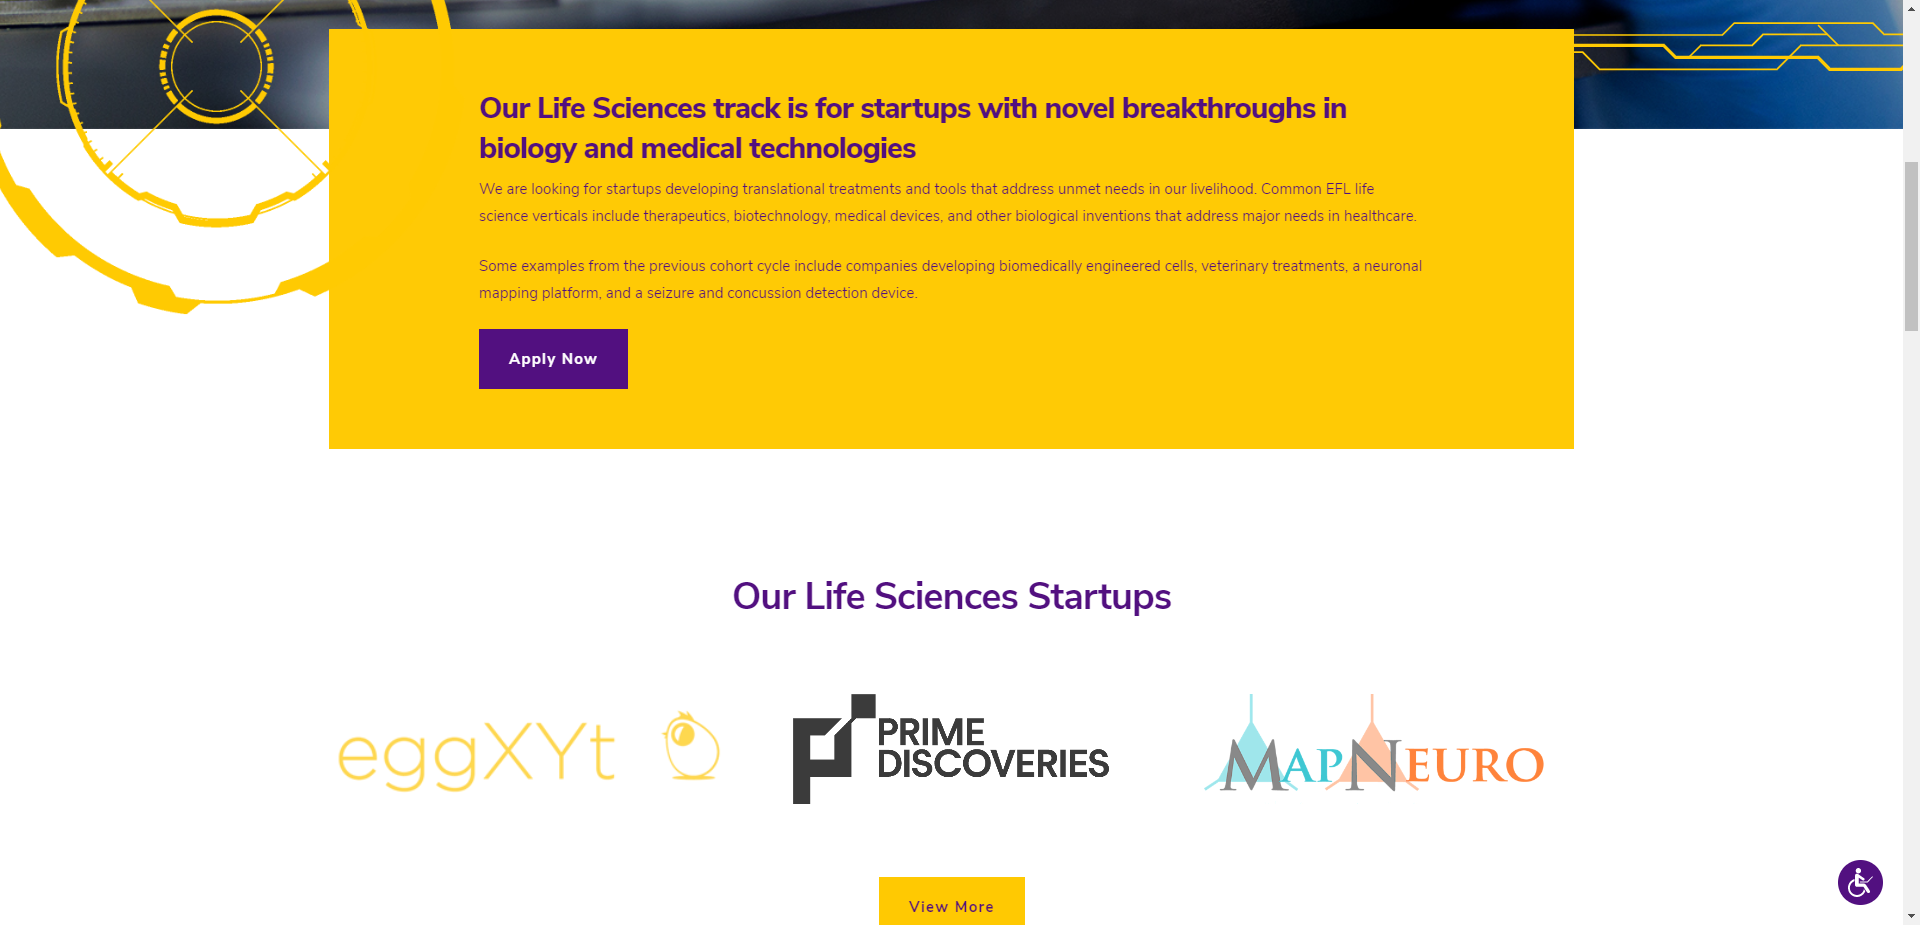 Our Life Sciences track is for startups with novel breakthroughs in
biology and medical technologies
We are looking for startups developing translational treatments and tools that address unmet needs in our livelihood. Common EFL life
science verticals include therapeutics, biotechnology, medical devices, and other biological inventions that address major needs in healthcare.
Some examples from the previous cohort cycle include companies developing biomedically engineered cells, veterinary treatments, a neuronal
mapping platform, and a seizure and concussion detection device.
Apply Now
Our Life Sciences Startups
eggXYt
PRIME
DISCOVERIES
MAPNEURO
View More